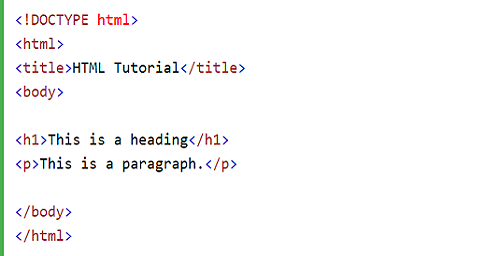 <!DOCTYPE html>
<html>
<title>HTML Tutorial</title>
<body>
<h1>This is a heading</h1>
<p>This is a paragraph.</p>
</body>
</html>